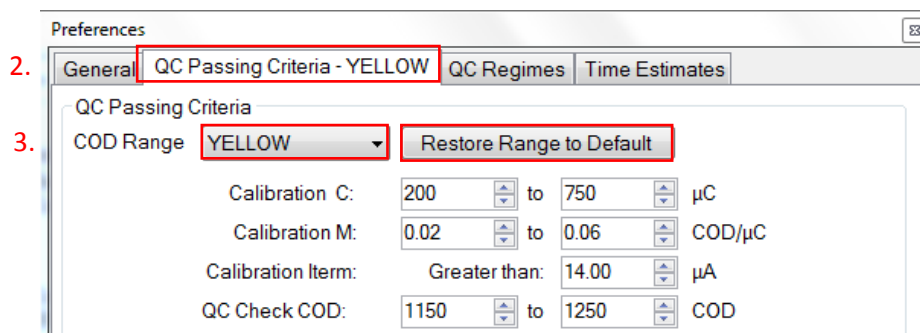 Preferences
2. General QC Passing Criteria - YELLOW QC Regimes Time Estimates
QC Passing Criteria
3. COD Range YELLOW Restore Range to Default
Calibration C: 200 to 750 µC
Calibration M: 0.02 to 0.06 COD/µC
Calibration Iterm: Greater than: 14.00 µA
QC Check COD: 1150 to 1250 COD